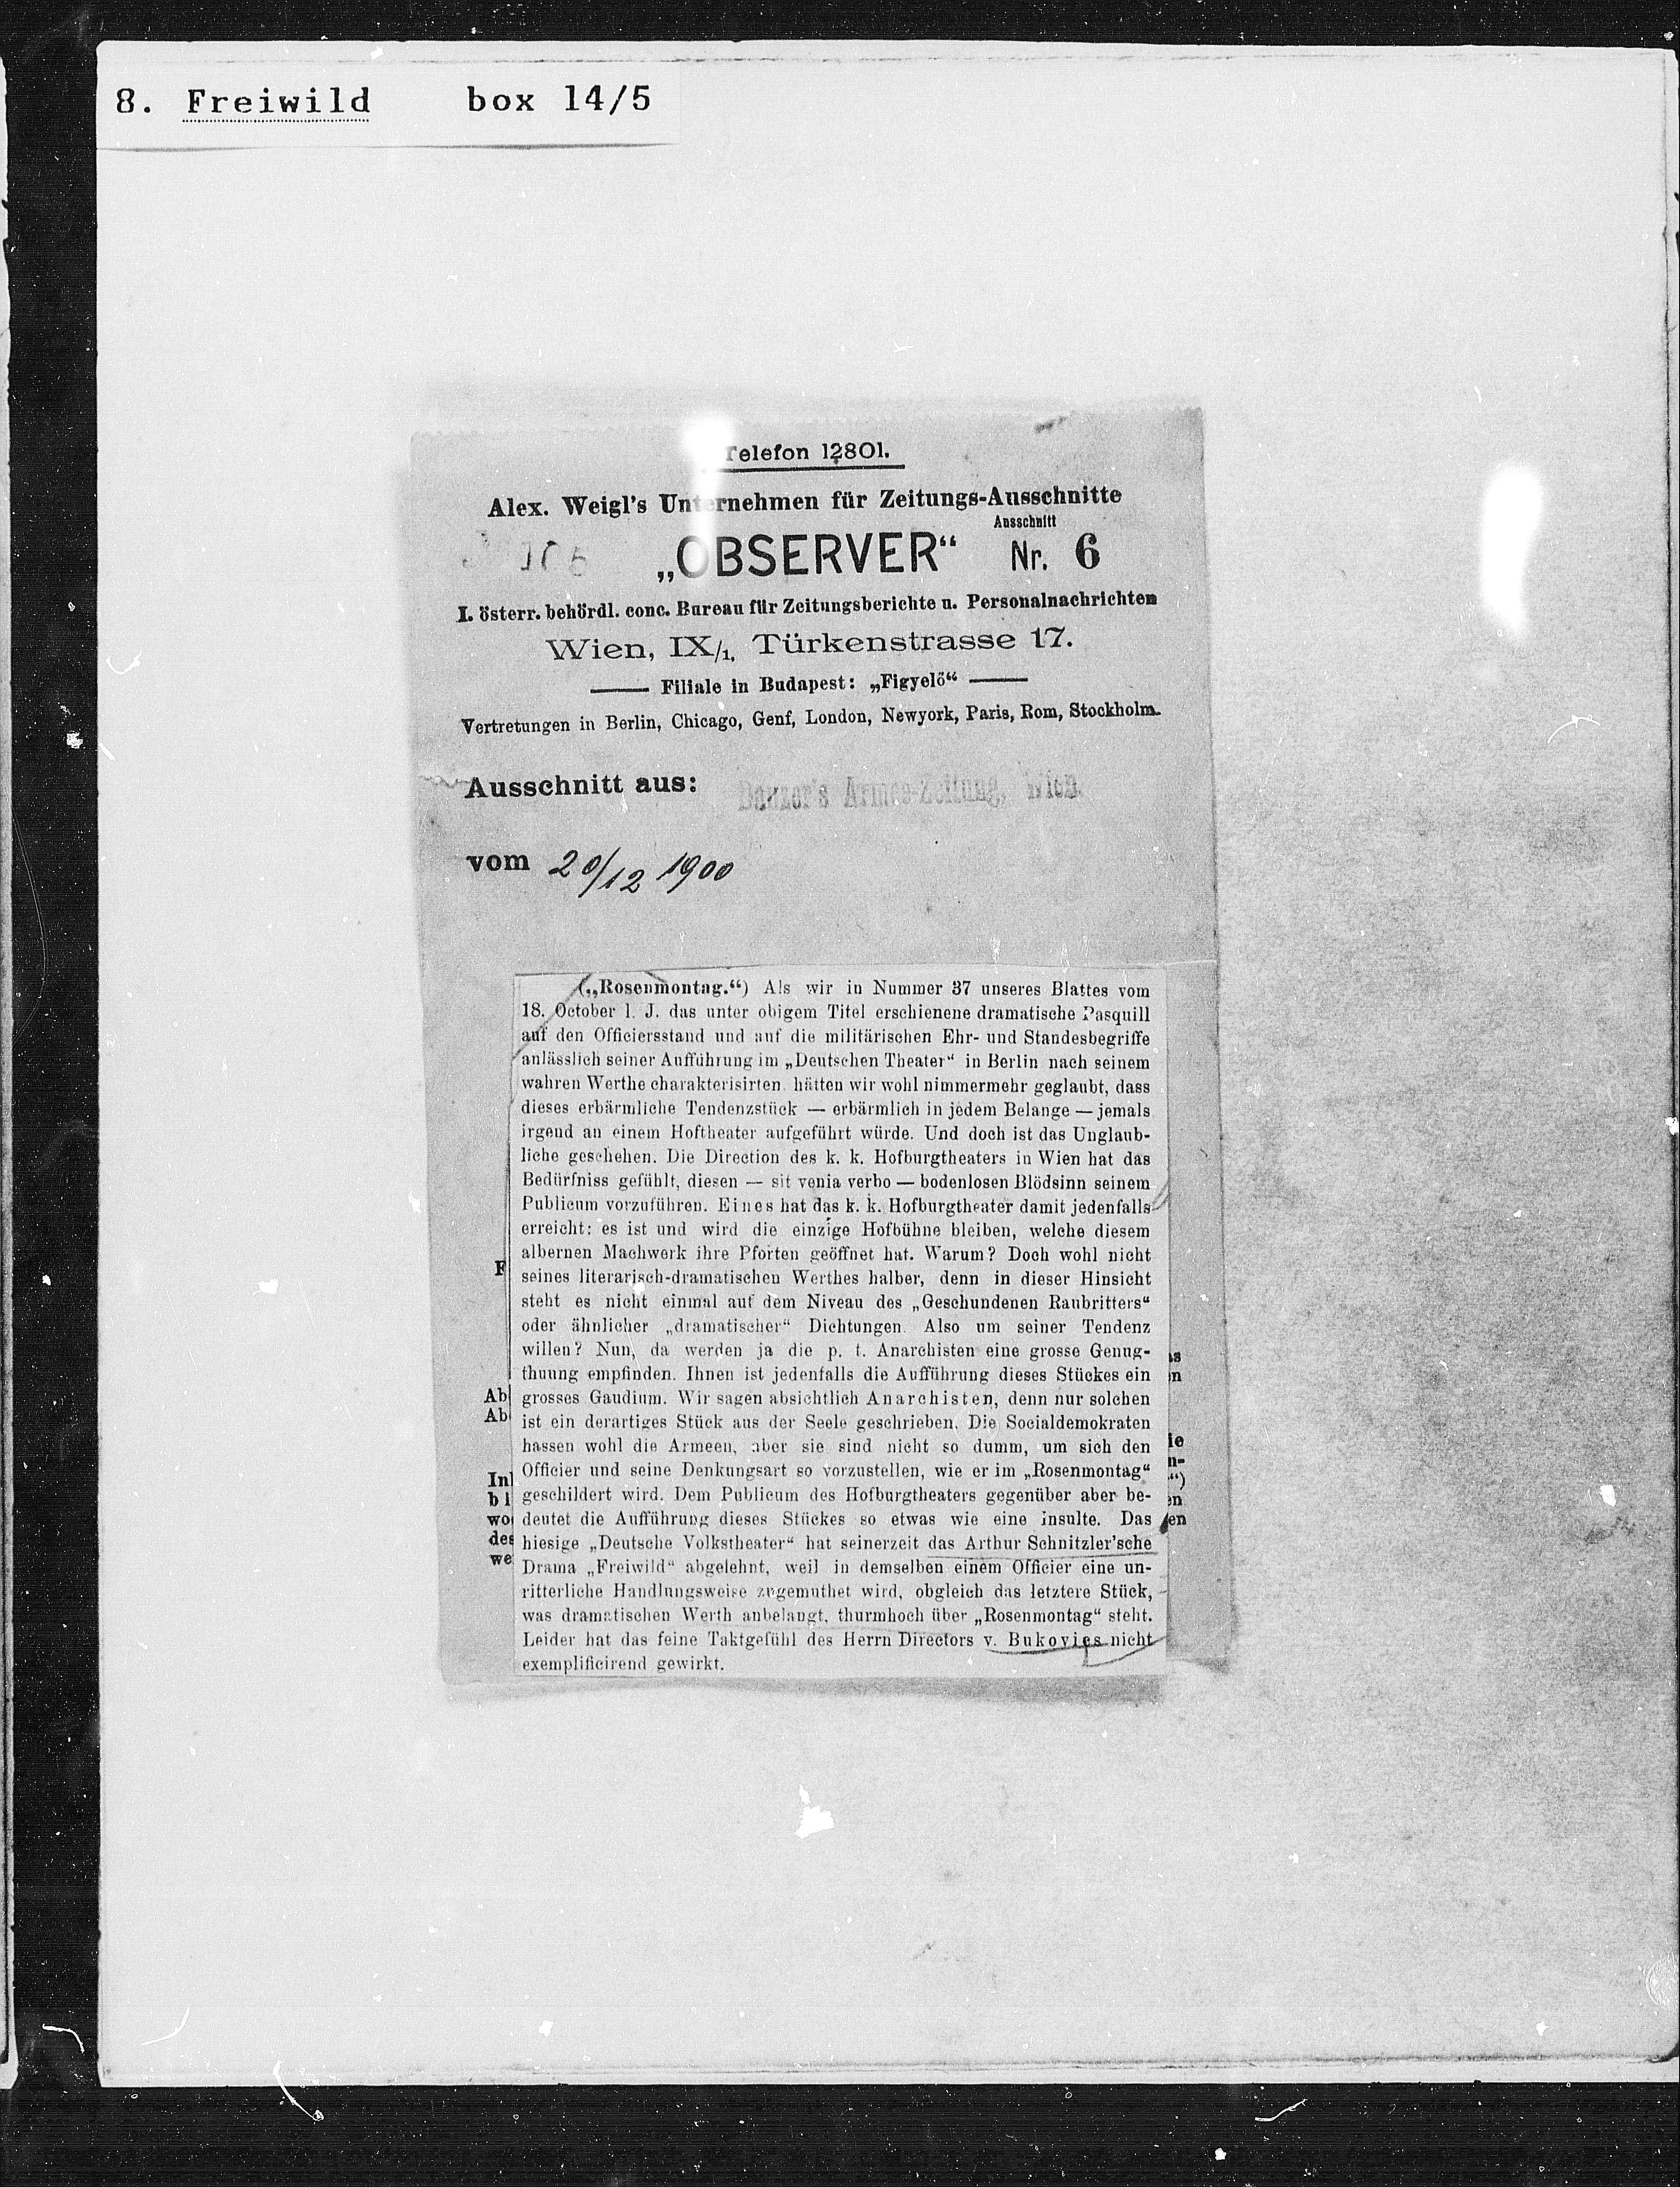 8. Freiwild box 14/5
Telefon 12801.
Alex. Weigl's Unternehmen für Zeitungs-Ausschnitte
Ausschnitt
„OBSERVER“ Nr. 6
I. österr. behördl. conc. Bureau für Zeitungsberichte u. Personalnachrichten
Wien, IX/1, Türkenstrasse 17.
Filiale in Budapest: „Figyelő“
Vertretungen in Berlin, Chicago, Genf, London, Newyork, Paris, Rom, Stockholm.
Ausschnitt aus: Danzer's Armee-Zeitung, Wien.
vom 20/12 1900
(„Rosenmontag.“) Als wir in Nummer 37 unseres Blattes vom
18. October l. J. das unter obigem Titel erschienene dramatische Pasquill
auf den Officiersstand und auf die militärischen Ehr- und Standesbegriffe
anlässlich seiner Aufführung im „Deutschen Theater“ in Berlin nach seinem
wahren Werthe charakterisirten hätten wir wohl nimmermehr geglaubt, dass
dieses erbärmliche Tendenzstück — erbärmlich in jedem Belange — jemals
irgend an einem Hoftheater aufgeführt würde. Und doch ist das Unglaub-
liche geschehen. Die Direction des k. k. Hofburgtheaters in Wien hat das
Bedürfniss gefühlt, diesen — sit venia verbo — bodenlosen Blödsinn seinem
Publicum vorzuführen. Eines hat das k. k. Hofburgtheater damit jedenfalls
erreicht: es ist und wird die einzige Hofbühne bleiben, welche diesem
albernen Machwerk ihre Pforten geöffnet hat. Warum? Doch wohl nicht
seines literarisch-dramatischen Werthes halber, denn in dieser Hinsicht
steht es nicht einmal auf dem Niveau des „Geschundenen Raubritters“
oder ähnlicher „dramatischer“ Dichtungen. Also um seiner Tendenz
willen? Nun, da werden ja die p. t. Anarchisten eine grosse Genug-
thuung empfinden. Ihnen ist jedenfalls die Aufführung dieses Stückes ein
grosses Gaudium. Wir sagen absichtlich Anarchisten, denn nur solchen
ist ein derartiges Stück aus der Seele geschrieben. Die Socialdemokraten
hassen wohl die Armeen, aber sie sind nicht so dumm, um sich den
Officier und seine Denkungsart so vorzustellen, wie er im „Rosenmontag“
geschildert wird. Dem Publicum des Hofburgtheaters gegenüber aber be-
deutet die Aufführung dieses Stückes so etwas wie eine Insulte. Das
hiesige „Deutsche Volkstheater“ hat seinerzeit das Arthur Schnitzler'sche
Drama „Freiwild“ abgelehnt, weil in demselben einem Officier eine un-
ritterliche Handlungsweise zugemuthet wird, obgleich das letztere Stück,
was dramatischen Werth anbelangt, thurmhoch über „Rosenmontag“ steht.
Leider hat das feine Taktgefühl des Herrn Directors v. Bukovics nicht
exemplificirend gewirkt.
F
Ab
Ab
In
bl
wo
des
we
n
ie
n-
“)
en
en